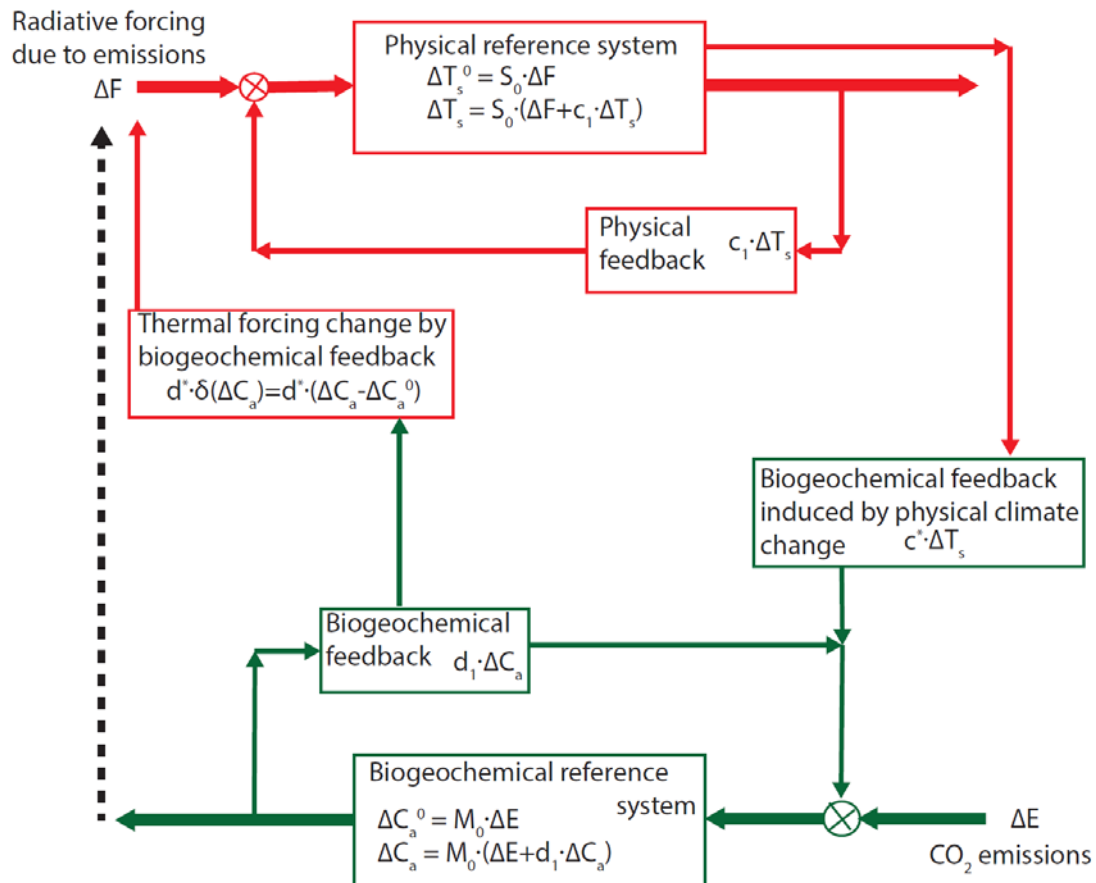 Radiative forcing
due to emissions
ΔF
Physical reference system
ΔTₛ⁰ = S₀·ΔF
ΔTₛ = S₀·(ΔF+c₁·ΔTₛ)
Physical
feedback
c₁·ΔTₛ
Thermal forcing change by
biogeochemical feedback
d*·δ(ΔCₐ)=d*·(ΔCₐ-ΔCₐ⁰)
Biogeochemical feedback
induced by physical climate
change c*·ΔTₛ
Biogeochemical
feedback d₁·ΔCₐ
Biogeochemical reference
system
ΔCₐ⁰ = M₀·ΔE
ΔCₐ = M₀·(ΔE+d₁·ΔCₐ)
ΔE
CO₂ emissions